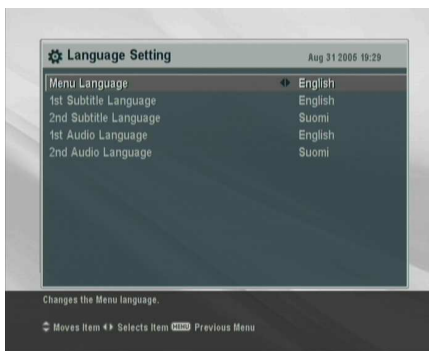 Language Setting Aug 31 2005 19:29
Menu Language English
1st Subtitle Language English
2nd Subtitle Language Suomi
1st Audio Language English
2nd Audio Language Suomi
Changes the Menu language.
Moves Item Selects Item MENU Previous Menu